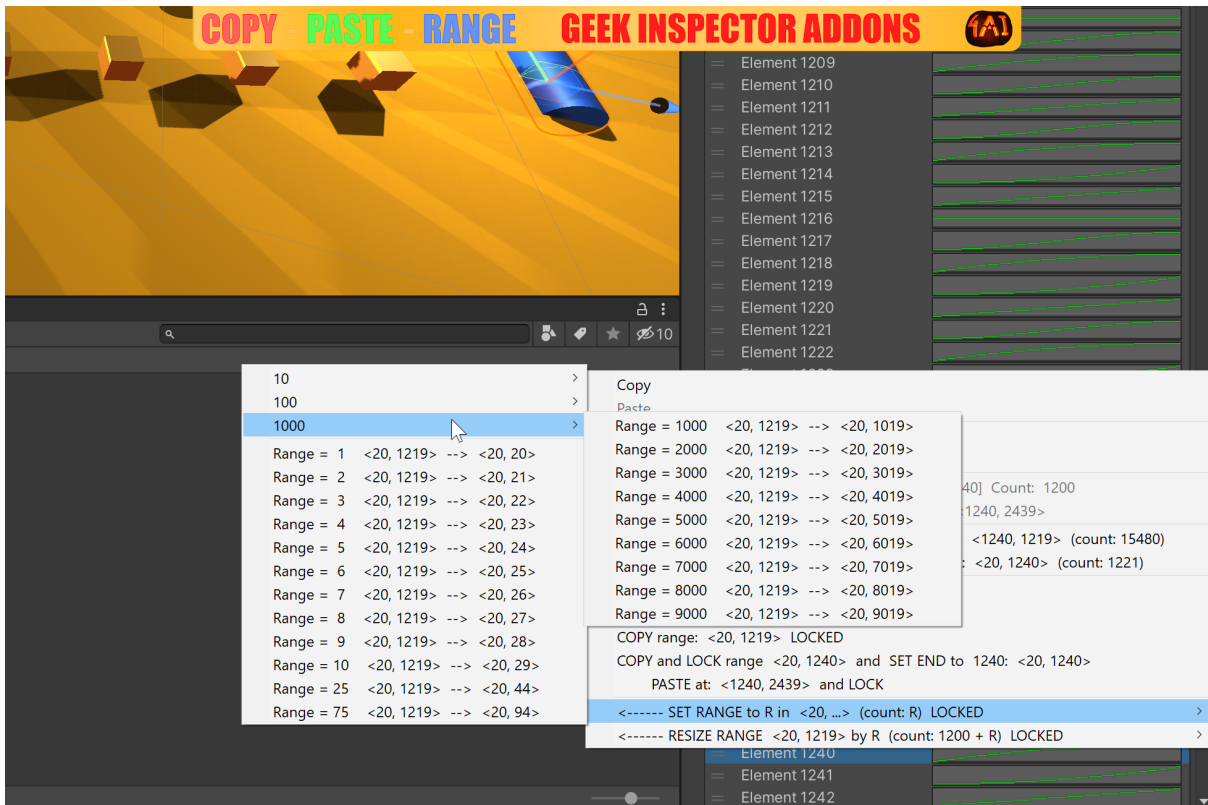 COPY - PASTE - RANGE GEEK INSPECTOR ADDONS 4AI
Element 1209
Element 1210
Element 1211
Element 1212
Element 1213
Element 1214
Element 1215
Element 1216
Element 1217
Element 1218
Element 1219
Element 1220
Element 1221
Element 1222
10
10
100
1000
Range = 1 <20, 1219> --> <20, 20>
Range = 2 <20, 1219> --> <20, 21>
Range = 3 <20, 1219> --> <20, 22>
Range = 4 <20, 1219> --> <20, 23>
Range = 5 <20, 1219> --> <20, 24>
Range = 6 <20, 1219> --> <20, 25>
Range = 7 <20, 1219> --> <20, 26>
Range = 8 <20, 1219> --> <20, 27>
Range = 9 <20, 1219> --> <20, 28>
Range = 10 <20, 1219> --> <20, 29>
Range = 25 <20, 1219> --> <20, 44>
Range = 75 <20, 1219> --> <20, 94>
Copy
Paste
Range = 1000 <20, 1219> --> <20, 1019>
Range = 2000 <20, 1219> --> <20, 2019>
Range = 3000 <20, 1219> --> <20, 3019>
Range = 4000 <20, 1219> --> <20, 4019>
Range = 5000 <20, 1219> --> <20, 5019>
Range = 6000 <20, 1219> --> <20, 6019>
Range = 7000 <20, 1219> --> <20, 7019>
Range = 8000 <20, 1219> --> <20, 8019>
Range = 9000 <20, 1219> --> <20, 9019>
40] Count: 1200
1240, 2439>
<1240, 1219> (count: 15480)
: <20, 1240> (count: 1221)
COPY range: <20, 1219> LOCKED
COPY and LOCK range <20, 1240> and SET END to 1240: <20, 1240>
PASTE at: <1240, 2439> and LOCK
<------ SET RANGE to R in <20, ...> (count: R) LOCKED
<------ RESIZE RANGE <20, 1219> by R (count: 1200 + R) LOCKED
Element 1240
Element 1241
Element 1242